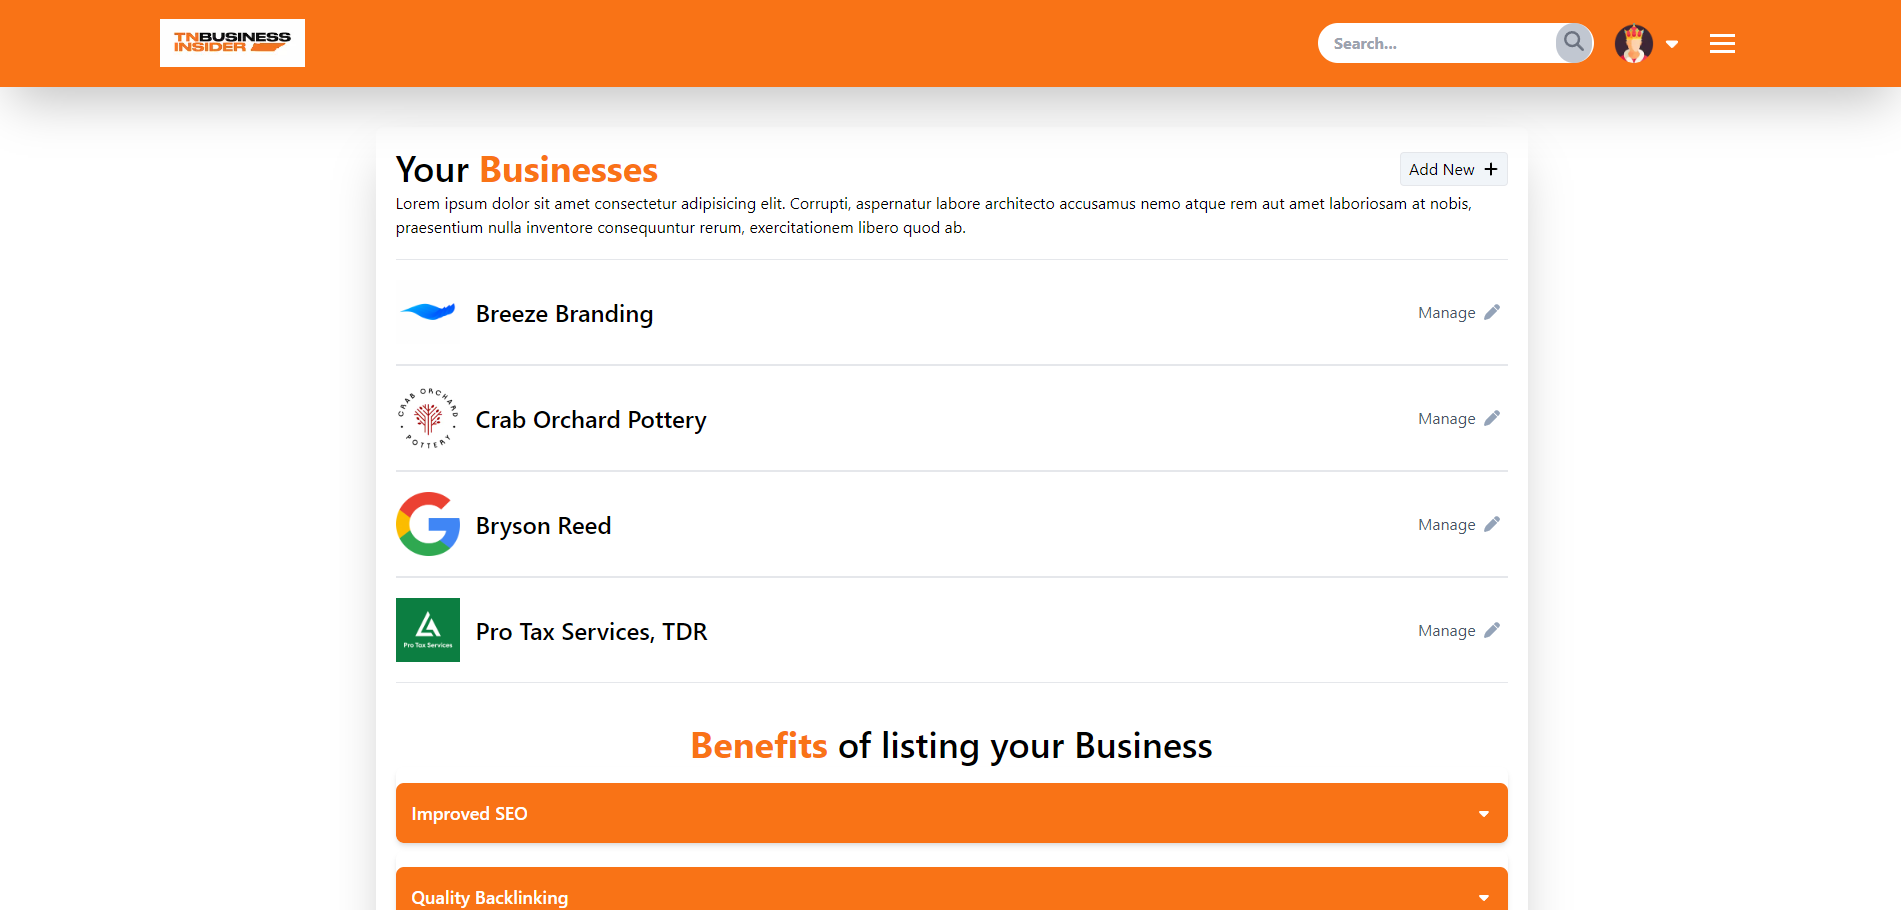 TNBUSINESS
INSIDER
Search...
Your Businesses
Add New
Lorem ipsum dolor sit amet consectetur adipisicing elit. Corrupti, aspernatur labore architecto accusamus nemo atque rem aut amet laboriosam at nobis,
praesentium nulla inventore consequuntur rerum, exercitationem libero quod ab.
Breeze Branding
Manage
CRAB ORCHARD
POTTERY
Crab Orchard Pottery
Manage
Bryson Reed
Manage
Pro Tax Services
Pro Tax Services, TDR
Manage
Benefits of listing your Business
Improved SEO
Quality Backlinking